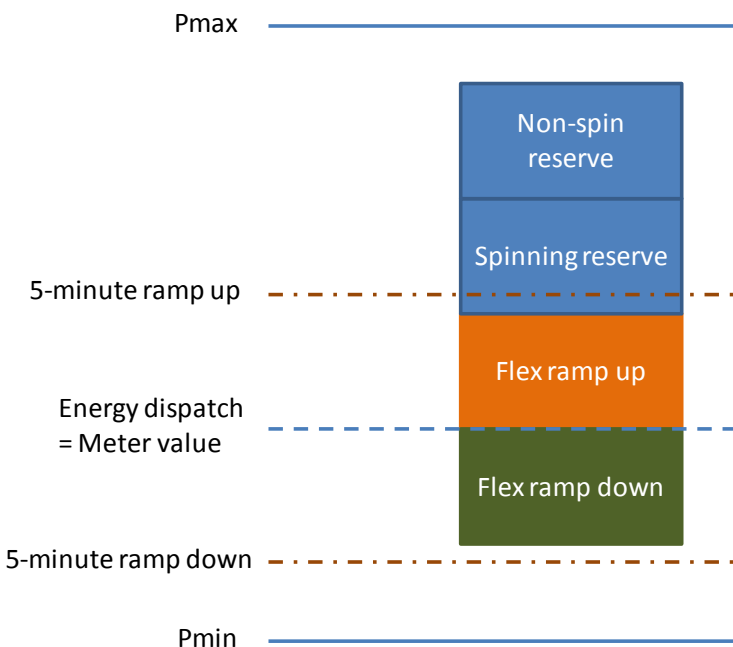 Pmax
Non-spin
reserve
Spinning reserve
5-minute ramp up
Flex ramp up
Energy dispatch
= Meter value
Flex ramp down
5-minute ramp down
Pmin